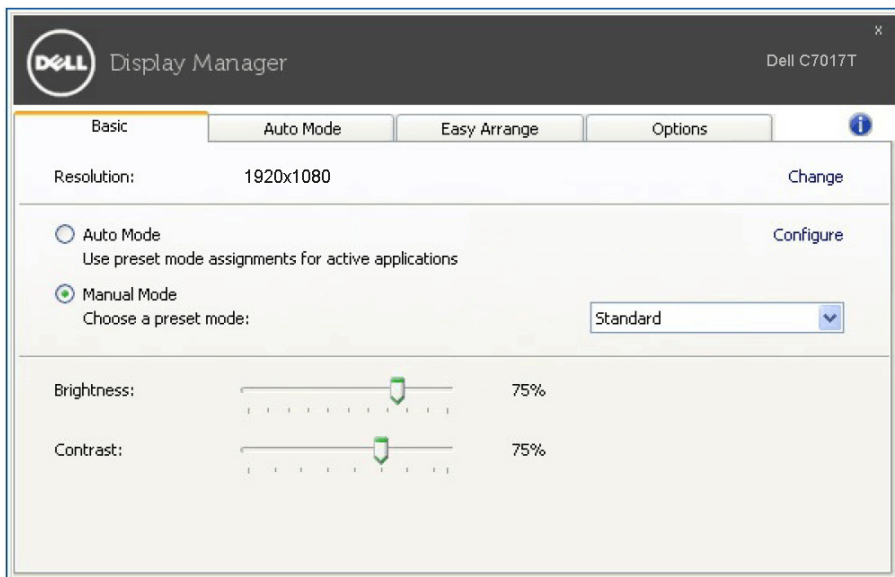 x
DELL Display Manager Dell C7017T
Basic Auto Mode Easy Arrange Options i
Resolution: 1920x1080 Change
Auto Mode Configure
Use preset mode assignments for active applications
Manual Mode
Choose a preset mode: Standard
Brightness: 75%
Contrast: 75%